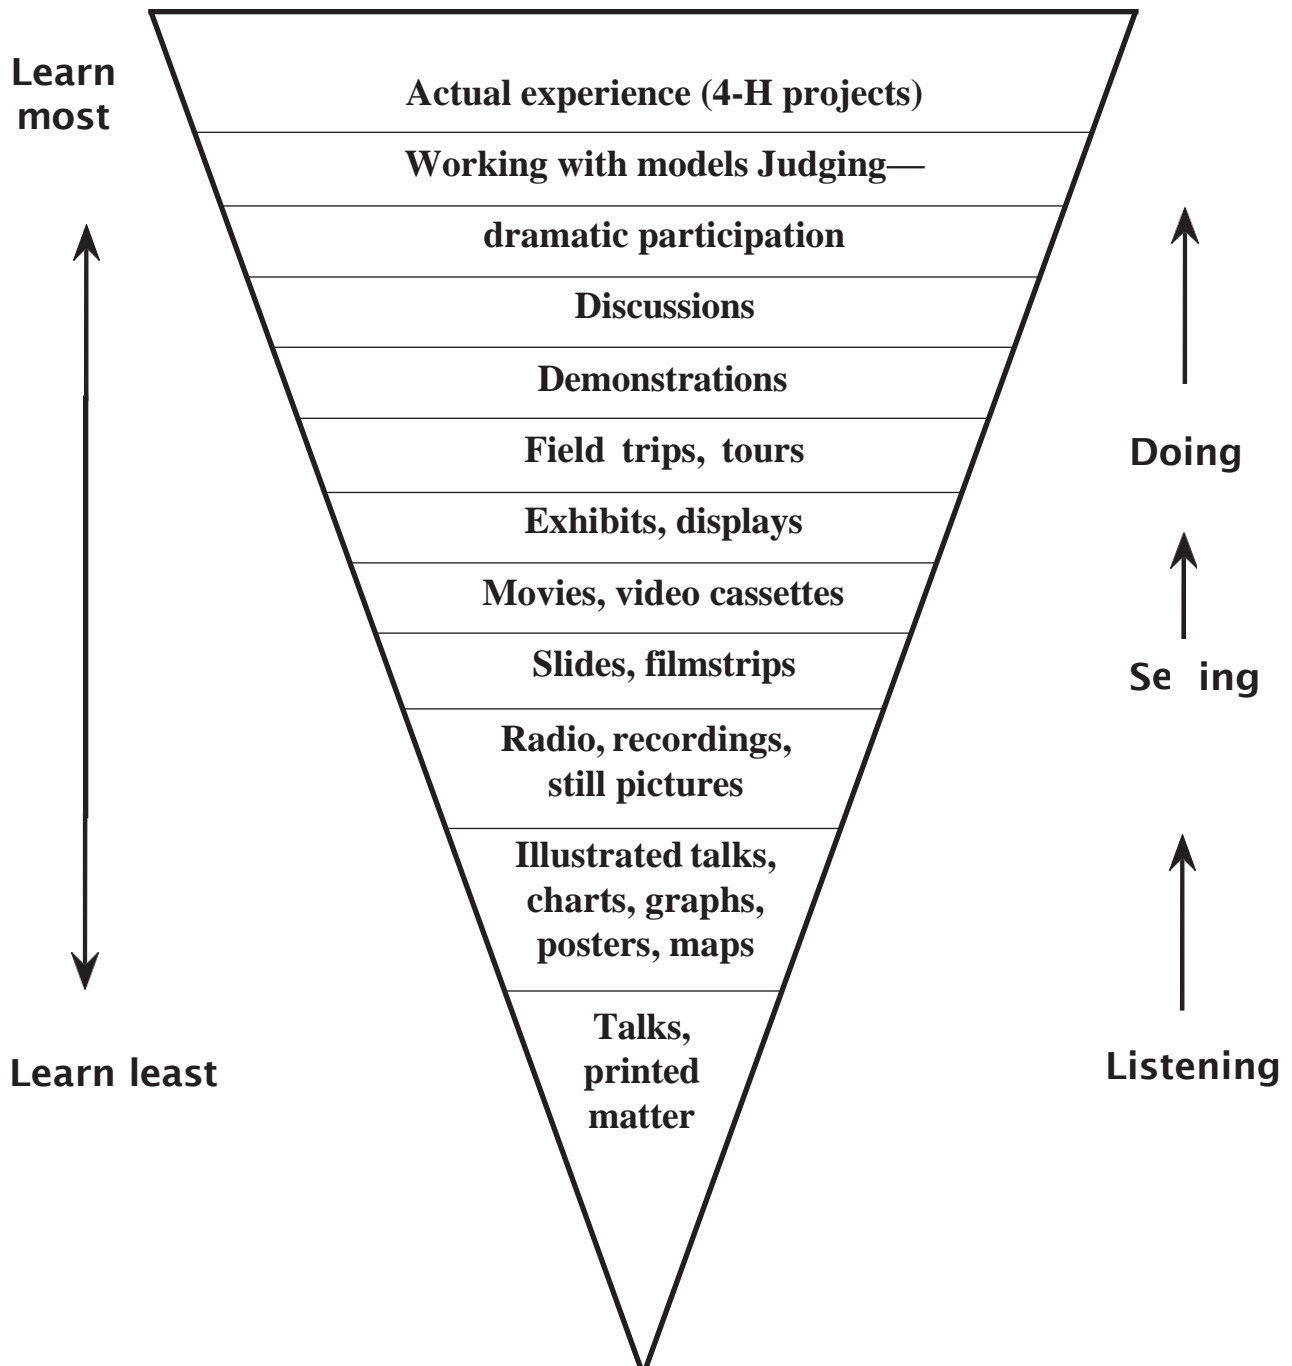 Learn
most
Actual experience (4-H projects)
Working with models Judging—
dramatic participation
Discussions
Demonstrations
Field trips, tours
Doing
Exhibits, displays
Movies, video cassettes
Slides, filmstrips
Se ing
Radio, recordings,
still pictures
Illustrated talks,
charts, graphs,
posters, maps
Talks,
printed
matter
Learn least
Listening